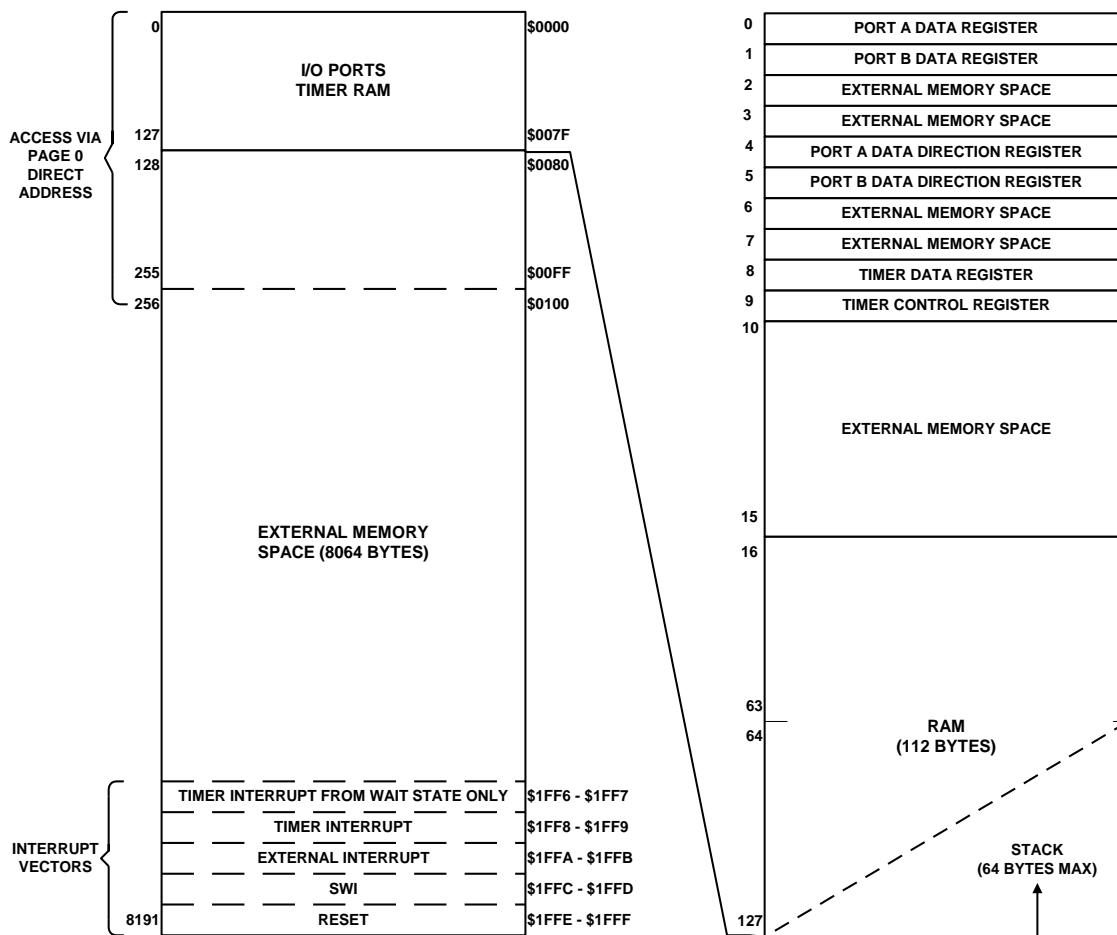 0
$0000
I/O PORTS
TIMER RAM
127
$007F
ACCESS VIA
PAGE 0
DIRECT
ADDRESS
128
$0080
255
$00FF
256
$0100
EXTERNAL MEMORY
SPACE (8064 BYTES)
INTERRUPT
VECTORS
TIMER INTERRUPT FROM WAIT STATE ONLY
$1FF6 - $1FF7
TIMER INTERRUPT
$1FF8 - $1FF9
EXTERNAL INTERRUPT
$1FFA - $1FFB
SWI
$1FFC - $1FFD
8191
RESET
$1FFE - $1FFF
0
PORT A DATA REGISTER
1
PORT B DATA REGISTER
2
EXTERNAL MEMORY SPACE
3
EXTERNAL MEMORY SPACE
4
PORT A DATA DIRECTION REGISTER
5
PORT B DATA DIRECTION REGISTER
6
EXTERNAL MEMORY SPACE
7
EXTERNAL MEMORY SPACE
8
TIMER DATA REGISTER
9
TIMER CONTROL REGISTER
10
EXTERNAL MEMORY SPACE
15
16
63
64
RAM
(112 BYTES)
STACK
(64 BYTES MAX)
127